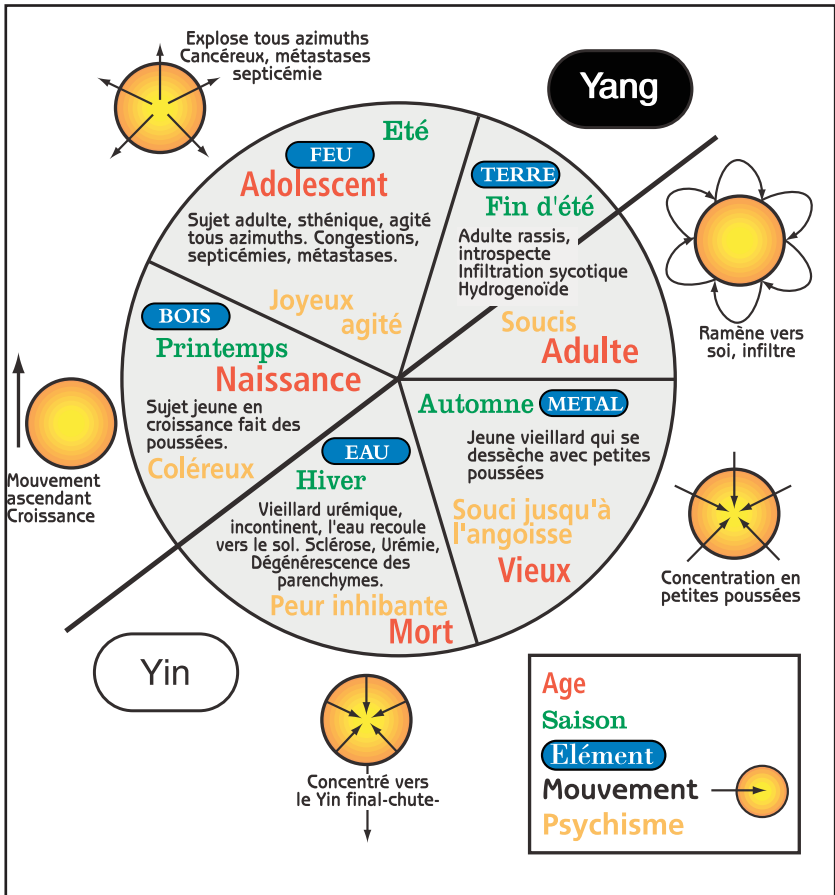 Explose tous azimuths
Cancéreux, métastases
septicémie
Yang
Eté
FEU
Adolescent
Sujet adulte, sthénique, agité
tous azimuths. Congestions,
septicémies, métastases.
Joyeux
agité
TERRE
Fin d'été
Adulte rassis,
introspecte
Infiltration sycotique
Hydrogenoïde
Soucis
Adulte
Ramène vers
soi, infiltre
BOIS
Printemps
Naissance
Sujet jeune en
croissance fait des
poussées.
Coléreux
Mouvement
ascendant
Croissance
Automne METAL
Jeune vieillard qui se
dessèche avec petites
poussées
Souci jusqu'à
l'angoisse
Vieux
Concentration en
petites poussées
EAU
Hiver
Vieillard urémique,
incontinent, l'eau recoule
vers le sol. Sclérose, Urémie,
Dégénérescence des
parenchymes.
Peur inhibante
Mort
Yin
Concentré vers
le Yin final-chute-
Age
Saison
Elément
Mouvement
Psychisme